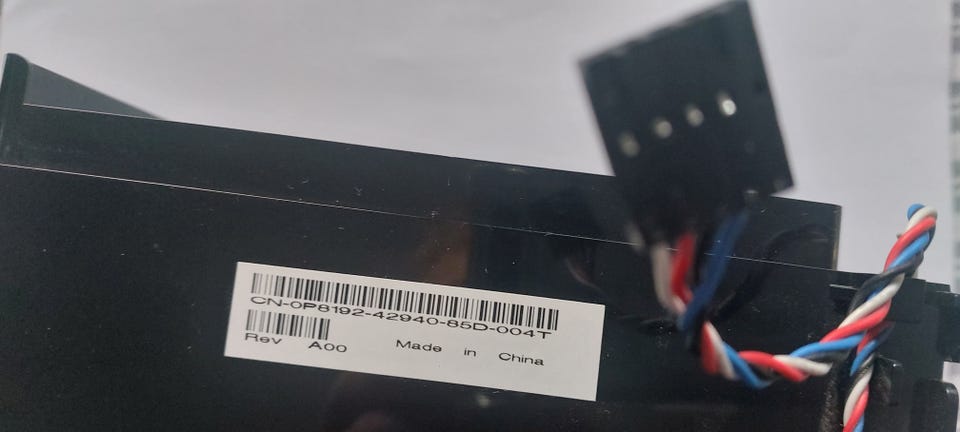 CN-0P8192-42940-85D-004T
Rev A00 Made in China